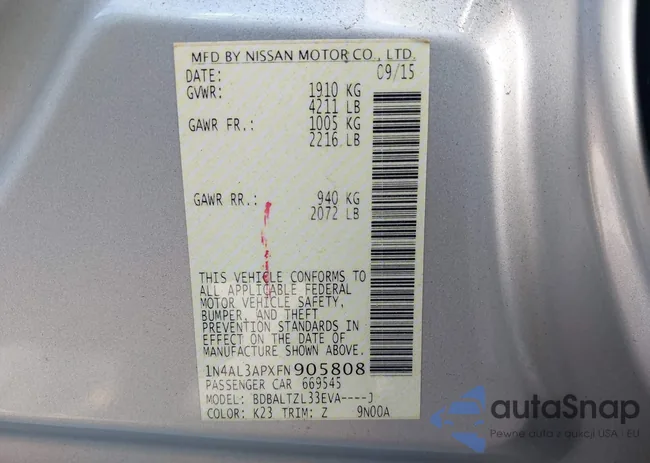 MFD BY NISSAN MOTOR CO., LTD.
DATE: 09/15
GVWR: 1910 KG
4211 LB
GAWR FR.: 1005 KG
2216 LB
GAWR RR.: 940 KG
2072 LB
THIS VEHICLE CONFORMS TO
ALL APPLICABLE FEDERAL
MOTOR VEHICLE SAFETY,
BUMPER, AND THEFT
PREVENTION STANDARDS IN
EFFECT ON THE DATE OF
MANUFACTURE SHOWN ABOVE.
1N4AL3APXFN905808
PASSENGER CAR 669545
MODEL: BDBALTZL33EVA----J
COLOR: K23 TRIM: Z 9N00A
autoSnap
Pewne auta z aukcji USA - EU